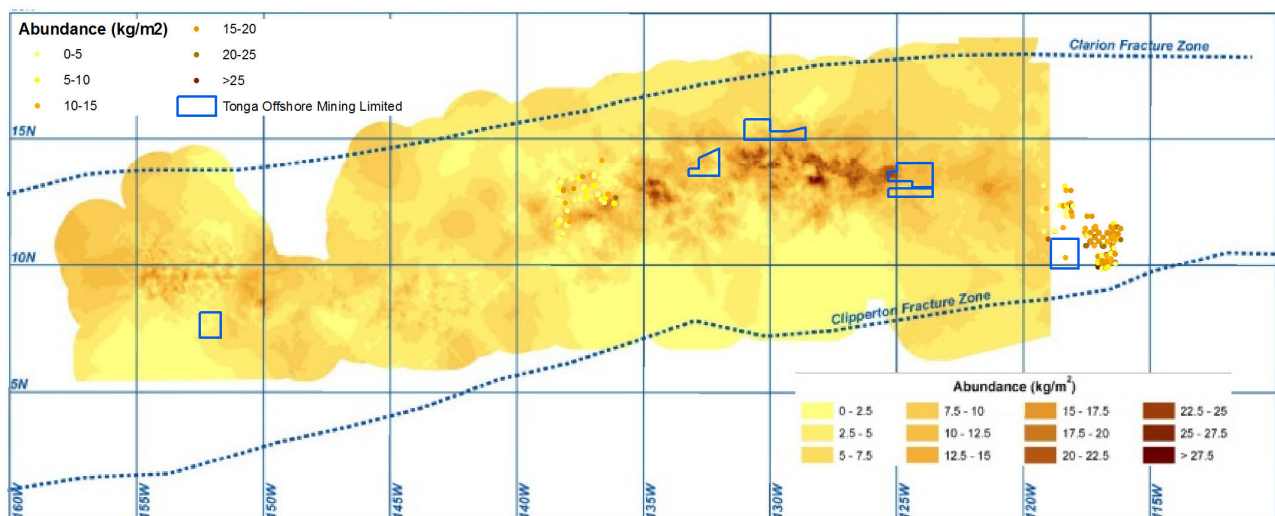 Abundance (kg/m2)
0-5
5-10
10-15
15-20
20-25
>25
Tonga Offshore Mining Limited
Clarion Fracture Zone
15N
10N
5N
Clipperton Fracture Zone
Abundance (kg/m²)
0 - 2.5
2.5 - 5
5 - 7.5
7.5 - 10
10 - 12.5
12.5 - 15
15 - 17.5
17.5 - 20
20 - 22.5
22.5 - 25
25 - 27.5
> 27.5
160W
155W
150W
145W
140W
135W
130W
125W
120W
115W